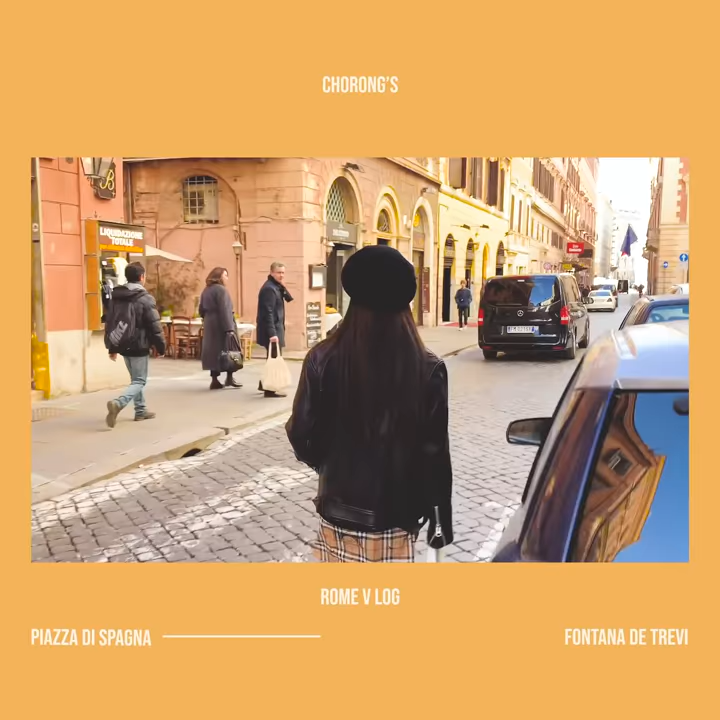 CHORONG'S
B
LIQUIDAZIONE
TOTALE
ROME V LOG
PIAZZA DI SPAGNA
FONTANA DE TREVI